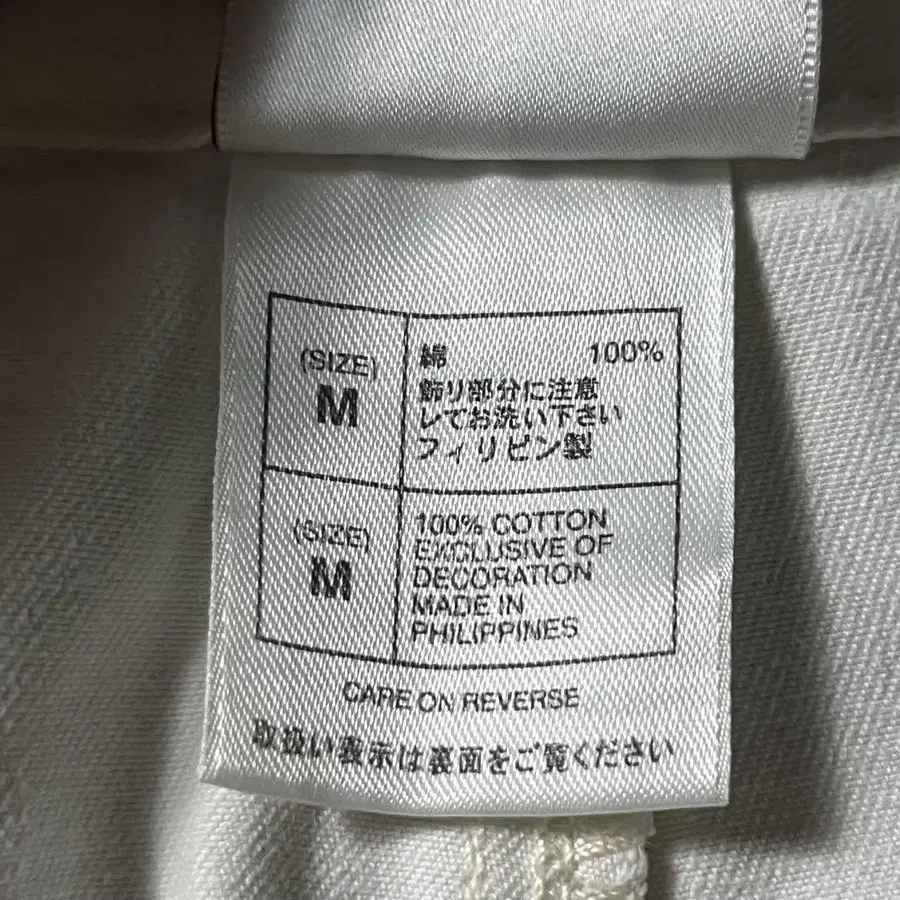 (SIZE)
M
綿 100%
飾り部分に注意
してお洗い下さい
フィリピン製
(SIZE)
M
100% COTTON
EXCLUSIVE OF
DECORATION
MADE IN
PHILIPPINES
CARE ON REVERSE
取扱い表示は裏面をご覧ください